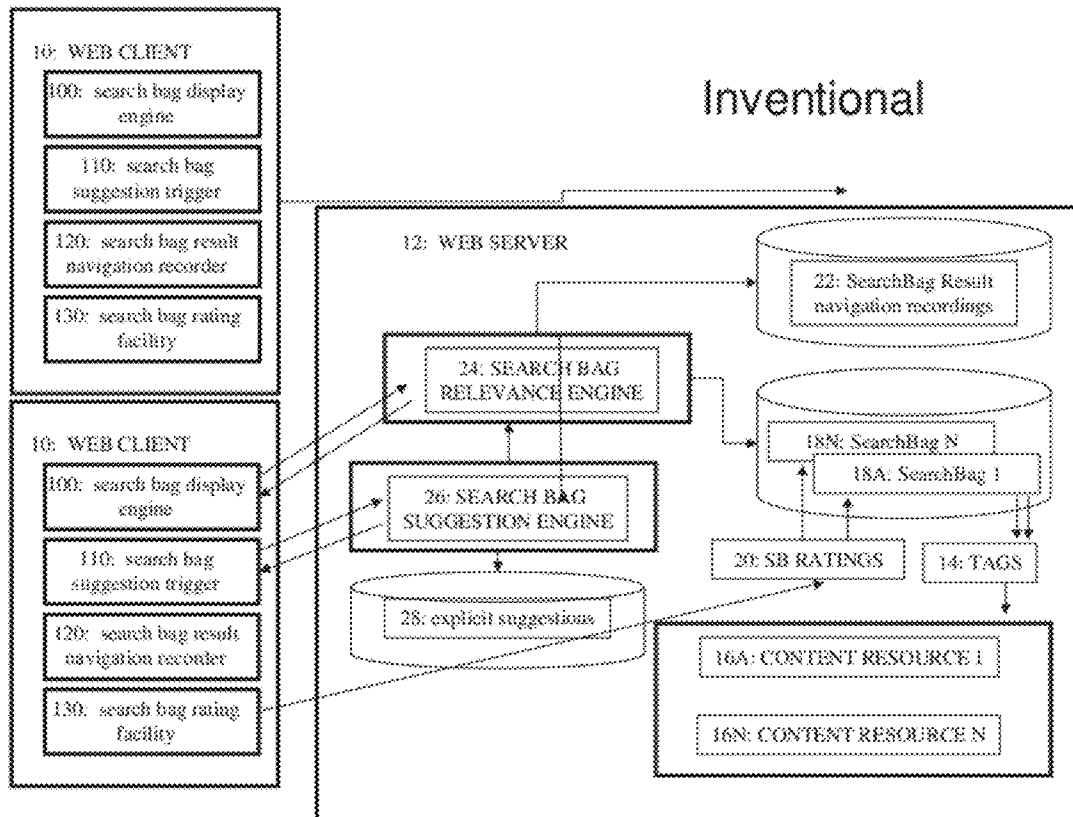 10: WEB CLIENT
100: search bag display
engine
110: search bag
suggestion trigger
120: search bag result
navigation recorder
130: search bag rating
facility
Inventional
10: WEB CLIENT
100: search bag display
engine
110: search bag
suggestion trigger
120: search bag result
navigation recorder
130: search bag rating
facility
12: WEB SERVER
22: SearchBag Result
navigation recordings
24: SEARCH BAG
RELEVANCE ENGINE
18N: SearchBag N
18A: SearchBag 1
26: SEARCH BAG
SUGGESTION ENGINE
20: SB RATINGS
14: TAGS
28: explicit suggestions
16A: CONTENT RESOURCE 1
16N: CONTENT RESOURCE N